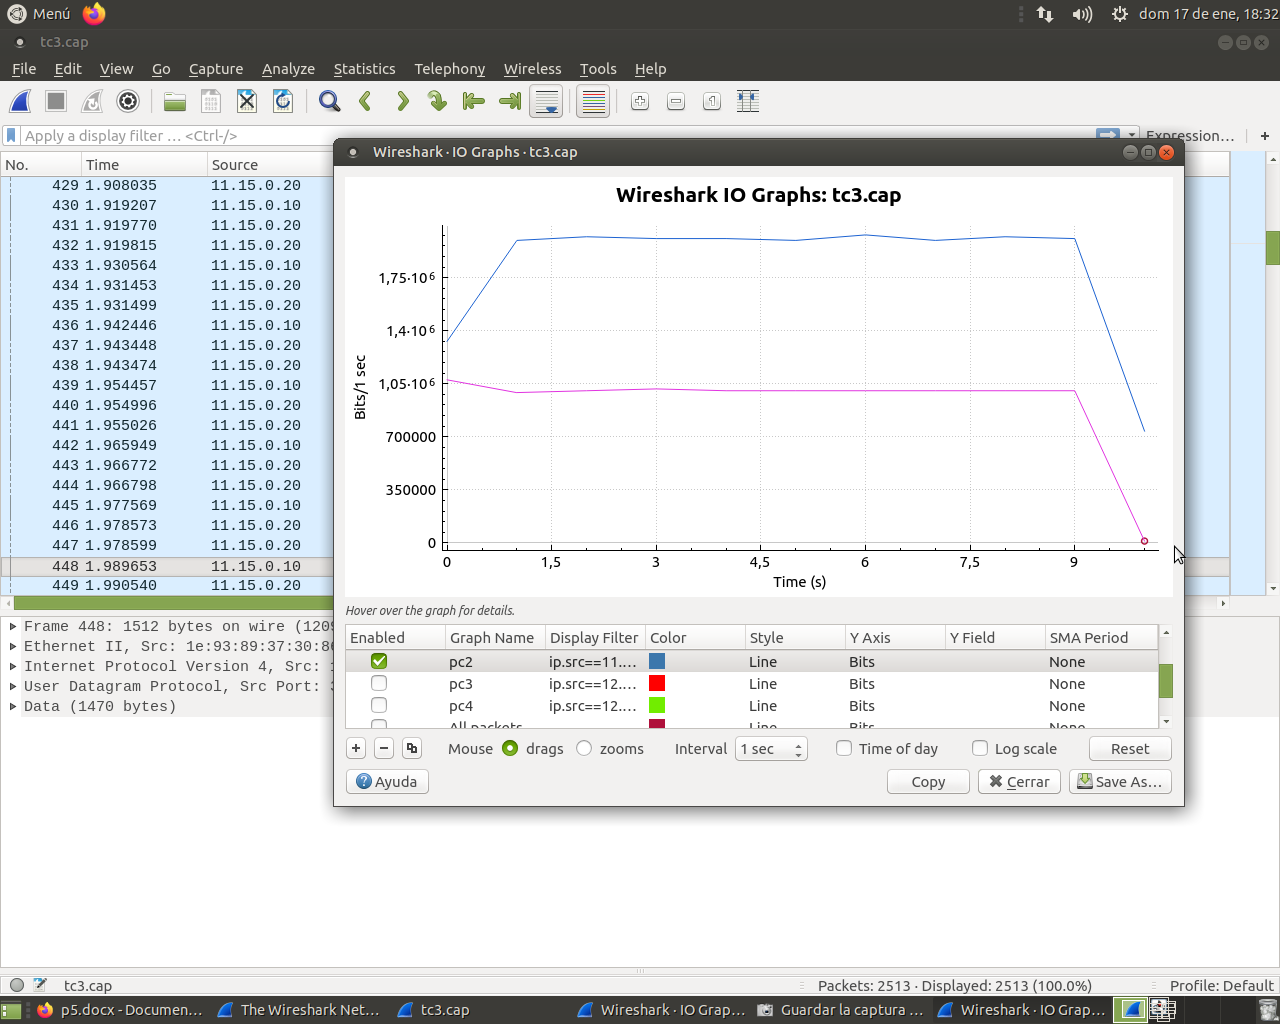 Menú
dom 17 de ene, 18:32
tc3.cap
File Edit View Go Capture Analyze Statistics Telephony Wireless Tools Help
Apply a display filter … <Ctrl-/>
Expression…
+
No. Time Source
429 1.908035 11.15.0.20
430 1.919207 11.15.0.10
431 1.919770 11.15.0.20
432 1.919815 11.15.0.20
433 1.930564 11.15.0.10
434 1.931453 11.15.0.20
435 1.931499 11.15.0.20
436 1.942446 11.15.0.10
437 1.943448 11.15.0.20
438 1.943474 11.15.0.20
439 1.954457 11.15.0.10
440 1.954996 11.15.0.20
441 1.955026 11.15.0.20
442 1.965949 11.15.0.10
443 1.966772 11.15.0.20
444 1.966798 11.15.0.20
445 1.977569 11.15.0.10
446 1.978573 11.15.0.20
447 1.978599 11.15.0.20
448 1.989653 11.15.0.10
449 1.990540 11.15.0.20
Frame 448: 1512 bytes on wire (1209
Ethernet II, Src: 1e:93:89:37:30:8
Internet Protocol Version 4, Src:
User Datagram Protocol, Src Port:
Data (1470 bytes)
Wireshark · IO Graphs · tc3.cap
Wireshark IO Graphs: tc3.cap
Bits/1 sec
1,75·10⁶
1,4·10⁶
1,05·10⁶
700000
350000
0
0 1,5 3 4,5 6 7,5 9
Time (s)
Hover over the graph for details.
Enabled Graph Name Display Filter Color Style Y Axis Y Field SMA Period
pc2 ip.src==11.… Line Bits None
pc3 ip.src==12.… Line Bits None
pc4 ip.src==12.… Line Bits None
All packets Line Bits None
Mouse drags zooms Interval 1 sec Time of day Log scale Reset
Ayuda Copy Cerrar Save As…
tc3.cap
Packets: 2513 · Displayed: 2513 (100.0%)
Profile: Default
p5.docx - Documen…
The Wireshark Net…
tc3.cap
Wireshark · IO Grap…
Guardar la captura …
Wireshark · IO Grap…